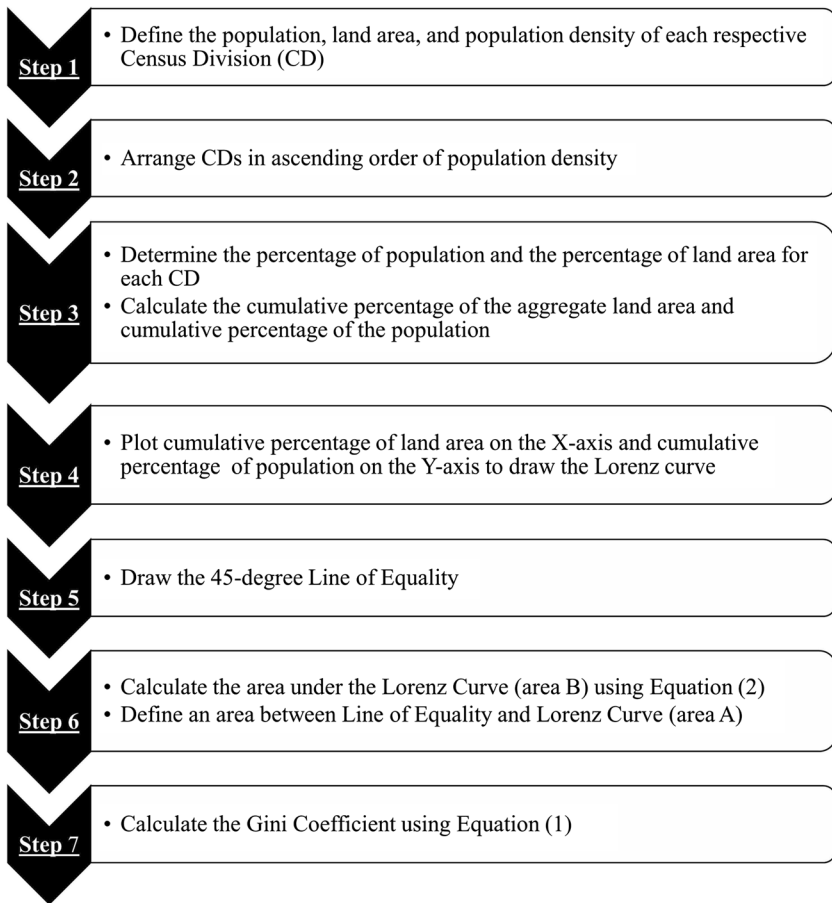 Step 1
• Define the population, land area, and population density of each respective
Census Division (CD)
Step 2
• Arrange CDs in ascending order of population density
Step 3
• Determine the percentage of population and the percentage of land area for
each CD
• Calculate the cumulative percentage of the aggregate land area and
cumulative percentage of the population
Step 4
• Plot cumulative percentage of land area on the X-axis and cumulative
percentage of population on the Y-axis to draw the Lorenz curve
Step 5
• Draw the 45-degree Line of Equality
Step 6
• Calculate the area under the Lorenz Curve (area B) using Equation (2)
• Define an area between Line of Equality and Lorenz Curve (area A)
Step 7
• Calculate the Gini Coefficient using Equation (1)